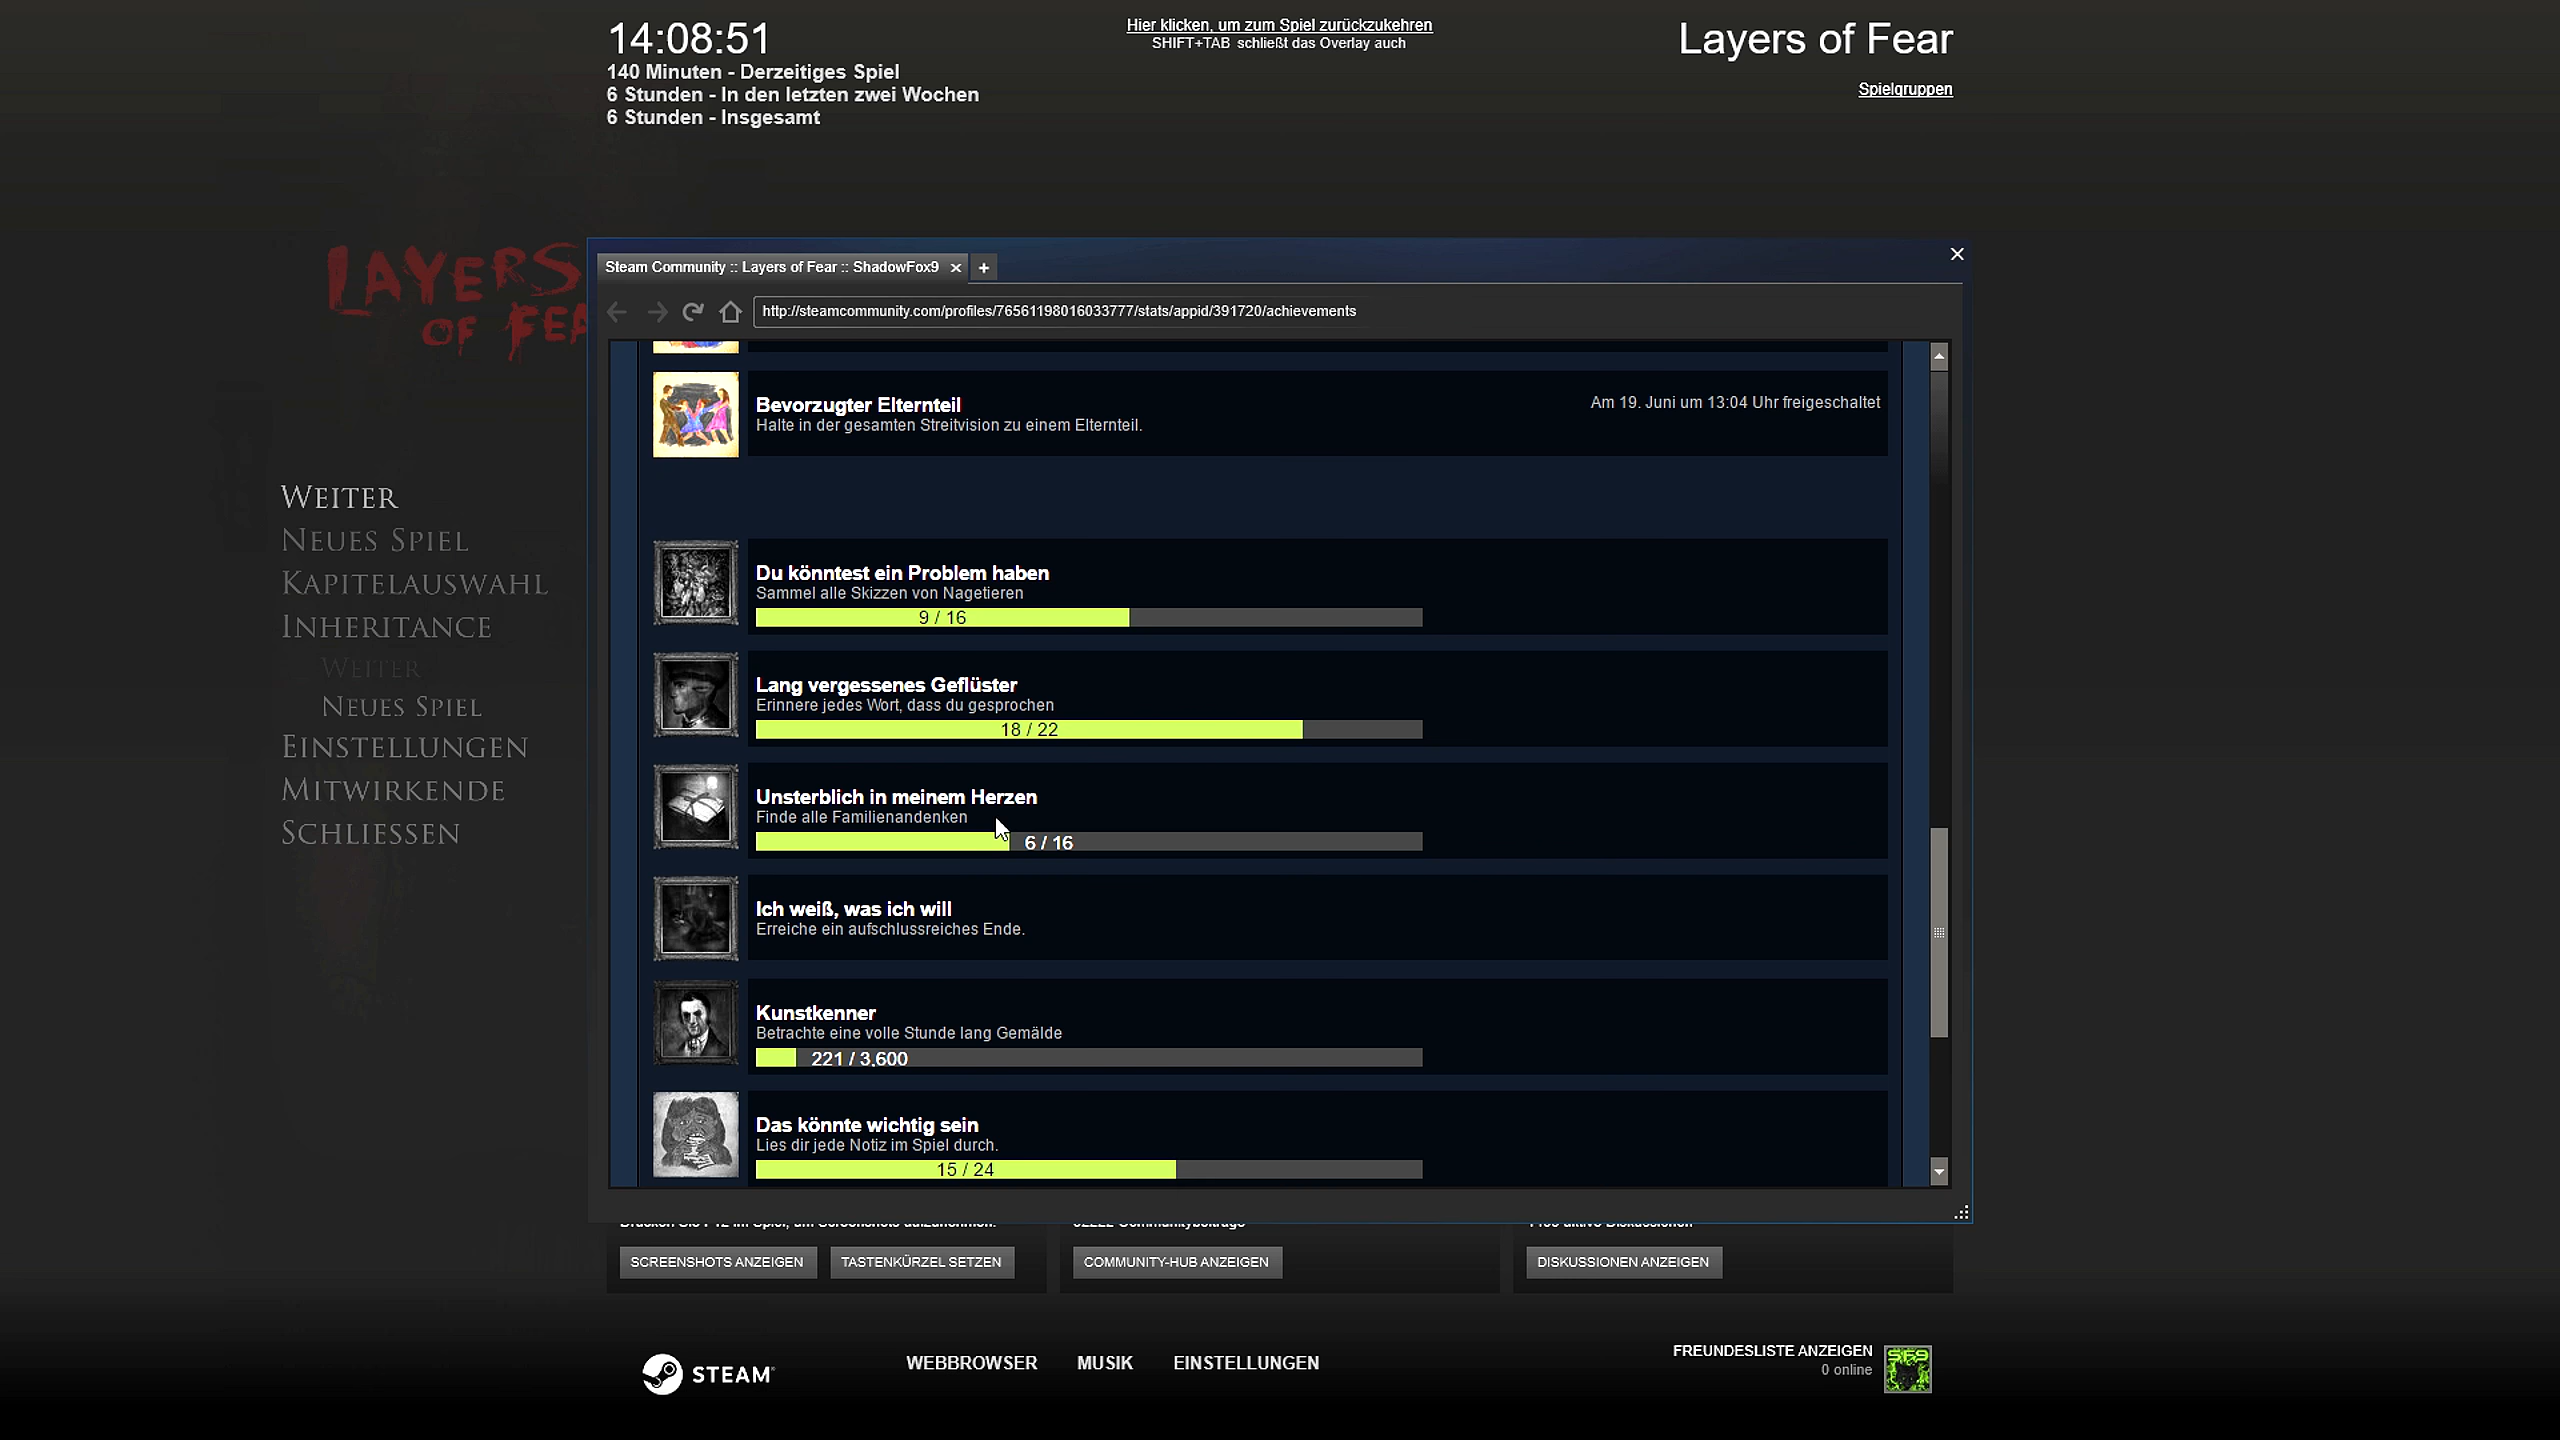 14:08:51
140 Minuten - Derzeitiges Spiel
6 Stunden - In den letzten zwei Wochen
6 Stunden - Insgesamt
Hier klicken, um zum Spiel zurückzukehren
SHIFT+TAB schließt das Overlay auch
Layers of Fear
Spielgruppen
LAYERS
OF FEA
WEITER
NEUES SPIEL
KAPITELAUSWAHL
INHERITANCE
WEITER
NEUES SPIEL
EINSTELLUNGEN
MITWIRKENDE
SCHLIESSEN
Steam Community :: Layers of Fear :: ShadowFox9
http://steamcommunity.com/profiles/76561198016033777/stats/appid/391720/achievements
Bevorzugter Elternteil
Halte in der gesamten Streitvision zu einem Elternteil.
Am 19. Juni um 13:04 Uhr freigeschaltet
Du könntest ein Problem haben
Sammel alle Skizzen von Nagetieren
9 / 16
Lang vergessenes Geflüster
Erinnere jedes Wort, dass du gesprochen
18 / 22
Unsterblich in meinem Herzen
Finde alle Familienandenken
6 / 16
Ich weiß, was ich will
Erreiche ein aufschlussreiches Ende.
Kunstkenner
Betrachte eine volle Stunde lang Gemälde
221 / 3,600
Das könnte wichtig sein
Lies dir jede Notiz im Spiel durch.
15 / 24
SCREENSHOTS ANZEIGEN
TASTENKÜRZEL SETZEN
COMMUNITY-HUB ANZEIGEN
DISKUSSIONEN ANZEIGEN
STEAM
WEBBROWSER
MUSIK
EINSTELLUNGEN
FREUNDESLISTE ANZEIGEN
0 online
SF9